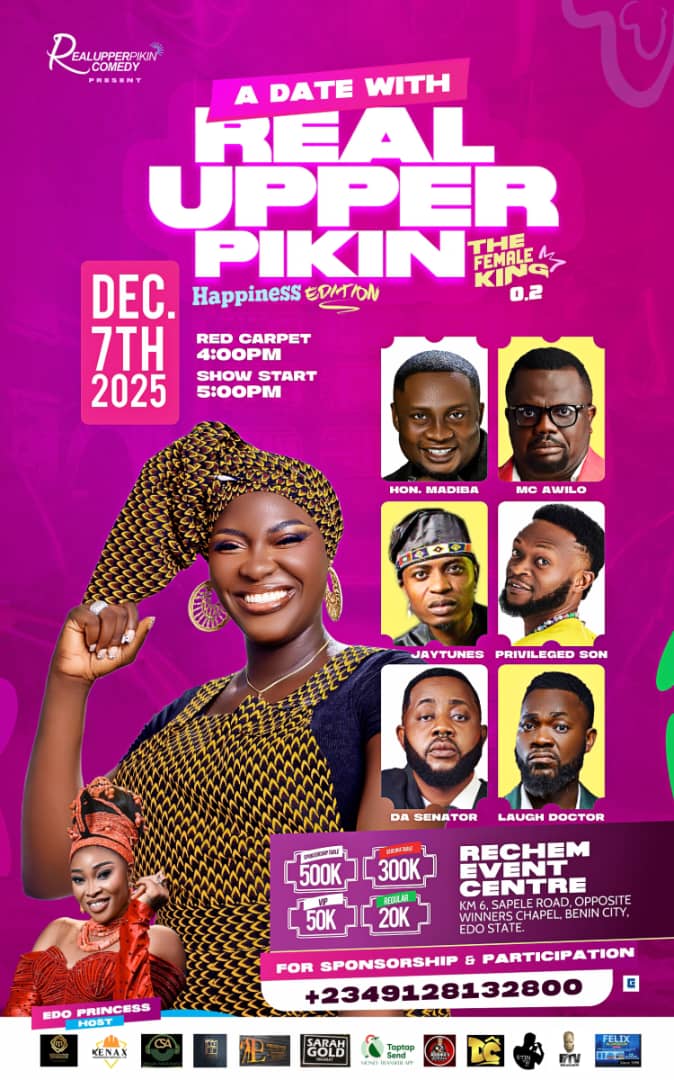 REALUPPERPIKIN
COMEDY
PRESENT
A DATE WITH
REAL
UPPER
PIKIN
THE
FEMALE
KING
0.2
Happiness EDITION
DEC.
7TH
2025
RED CARPET
4:00PM
SHOW START
5:00PM
HON. MADIBA
MC AWILO
JAYTUNES
PRIVILEGED SON
DA SENATOR
LAUGH DOCTOR
500K
300K
VIP
50K
REGULAR
20K
RECHEM
EVENT
CENTRE
KM 6, SAPELE ROAD, OPPOSITE
WINNERS CHAPEL, BENIN CITY,
EDO STATE.
FOR SPONSORSHIP & PARTICIPATION
+2349128132800
EDO PRINCESS
HOST
KENAX
CSA
SARAH
GOLD
Taptap
Send
DC
FELIX